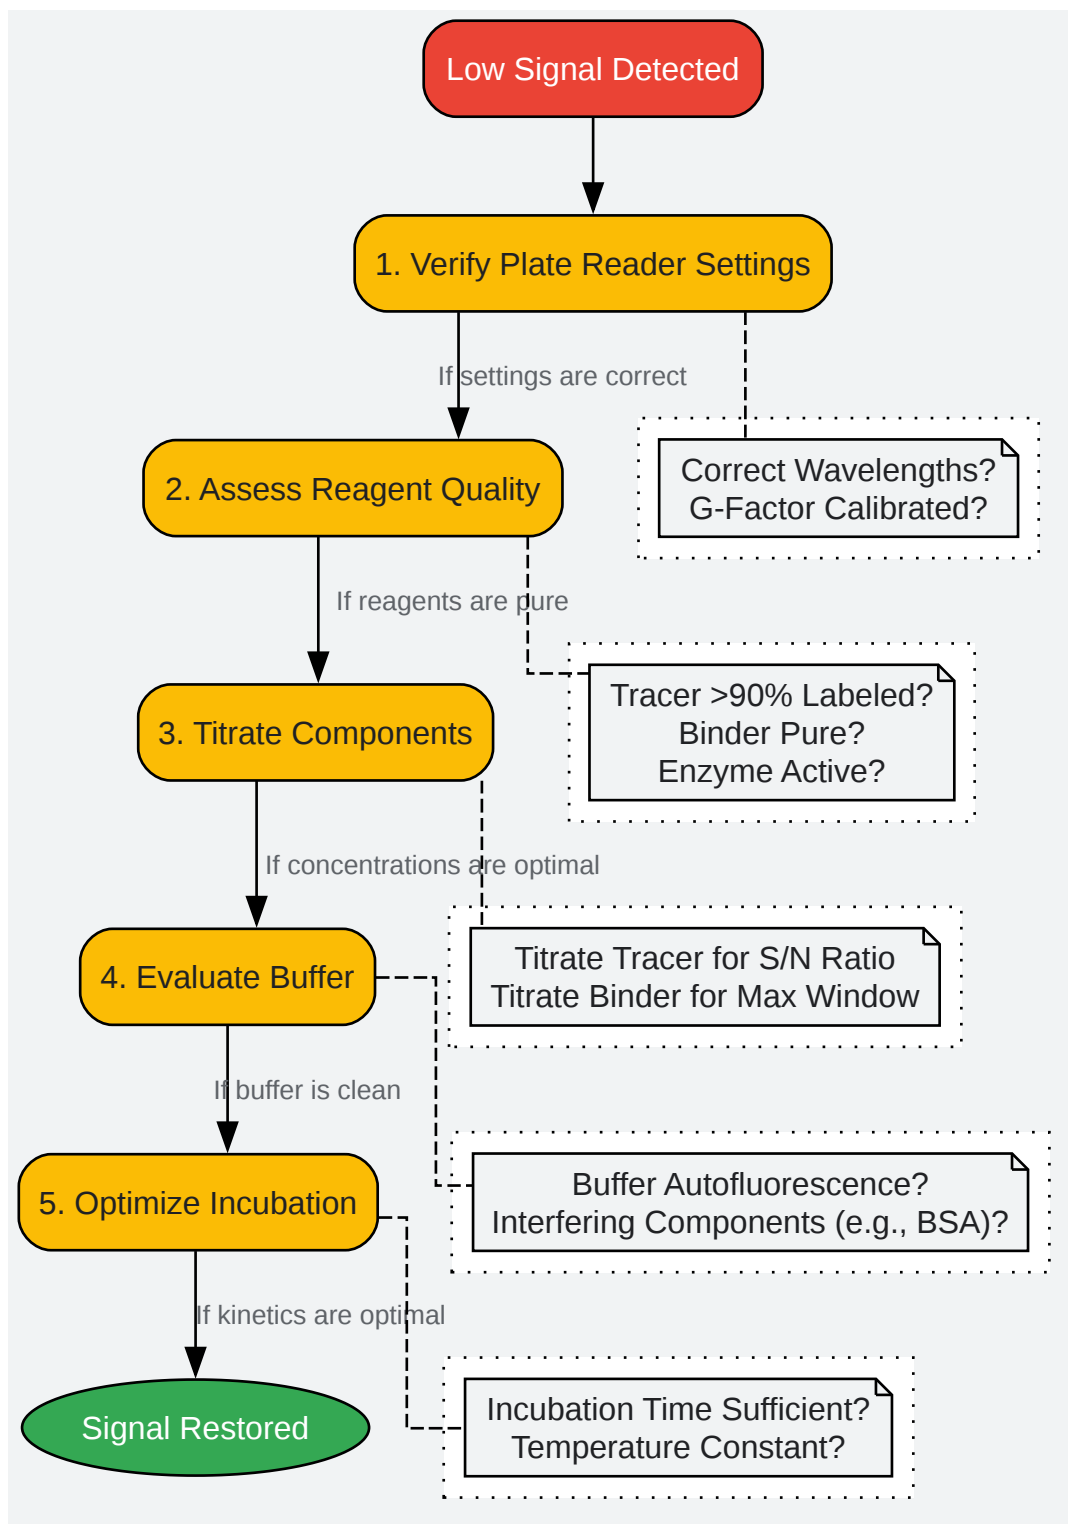 Low Signal Detected
1. Verify Plate Reader Settings
If settings are correct
Correct Wavelengths?
G-Factor Calibrated?
2. Assess Reagent Quality
If reagents are pure
Tracer >90% Labeled?
Binder Pure?
Enzyme Active?
3. Titrate Components
If concentrations are optimal
Titrate Tracer for S/N Ratio
Titrate Binder for Max Window
4. Evaluate Buffer
If buffer is clean
Buffer Autofluorescence?
Interfering Components (e.g., BSA)?
5. Optimize Incubation
If kinetics are optimal
Incubation Time Sufficient?
Temperature Constant?
Signal Restored